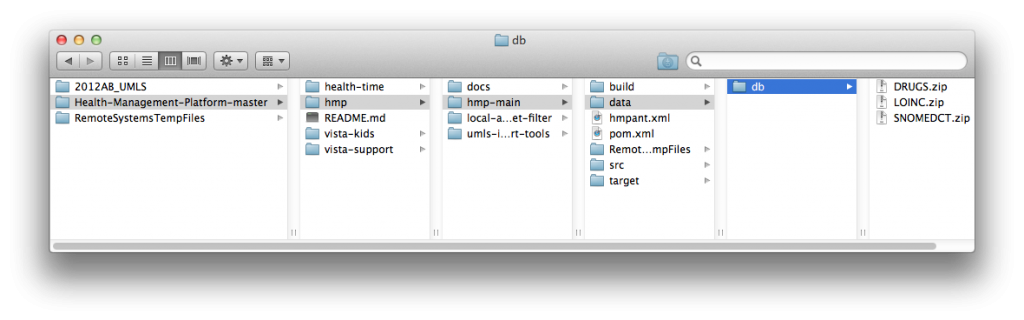 db
2012AB_UMLS
Health-Management-Platform-master
RemoteSystemsTempFiles
health-time
hmp
README.md
vista-kids
vista-support
docs
hmp-main
local-a...et-filter
umls-i...rt-tools
build
data
hmpant.xml
pom.xml
Remot...mpFiles
src
target
db
DRUGS.zip
LOINC.zip
SNOMEDCT.zip